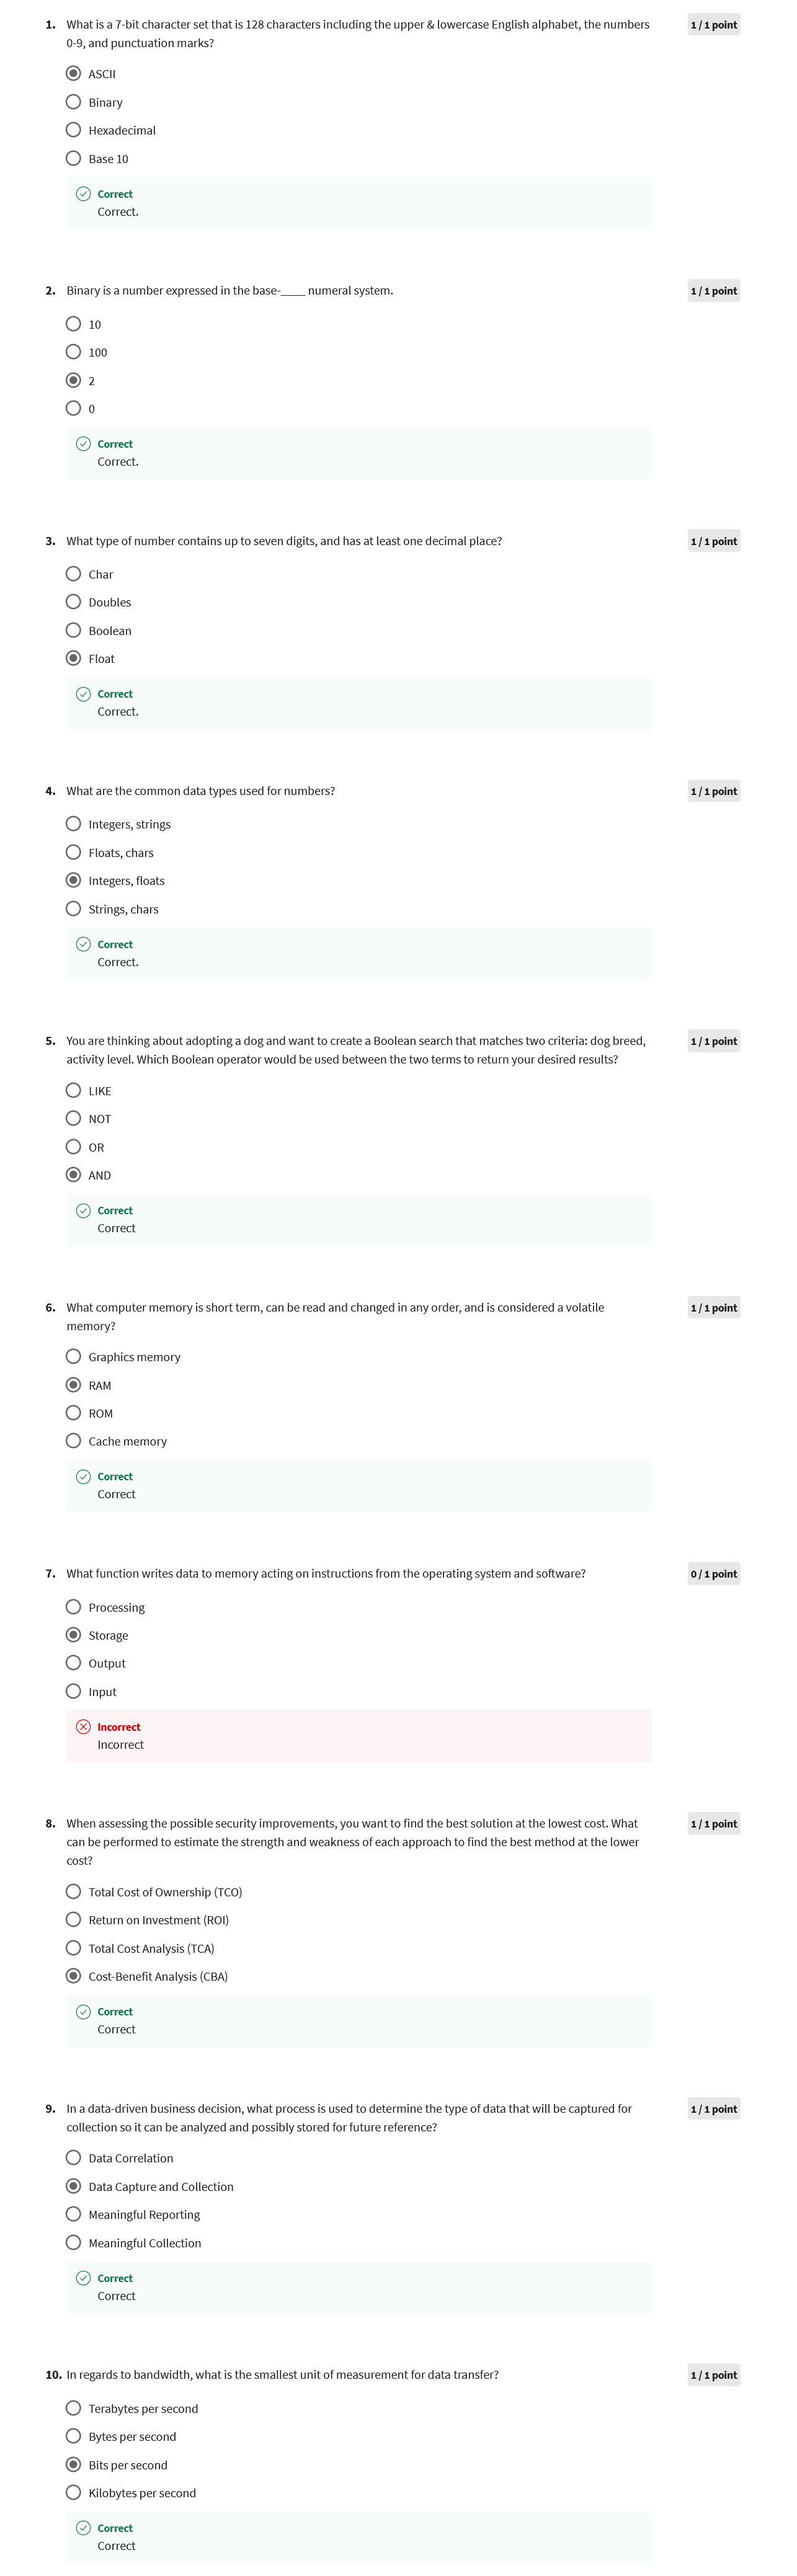 1. What is a 7-bit character set that is 128 characters including the upper & lowercase English alphabet, the numbers
0-9, and punctuation marks?
1 / 1 point
ASCII
Binary
Hexadecimal
Base 10
Correct
Correct.
2. Binary is a number expressed in the base-____ numeral system.
1 / 1 point
10
100
2
0
Correct
Correct.
3. What type of number contains up to seven digits, and has at least one decimal place?
1 / 1 point
Char
Doubles
Boolean
Float
Correct
Correct.
4. What are the common data types used for numbers?
1 / 1 point
Integers, strings
Floats, chars
Integers, floats
Strings, chars
Correct
Correct.
5. You are thinking about adopting a dog and want to create a Boolean search that matches two criteria: dog breed,
activity level. Which Boolean operator would be used between the two terms to return your desired results?
1 / 1 point
LIKE
NOT
OR
AND
Correct
Correct
6. What computer memory is short term, can be read and changed in any order, and is considered a volatile
memory?
1 / 1 point
Graphics memory
RAM
ROM
Cache memory
Correct
Correct
7. What function writes data to memory acting on instructions from the operating system and software?
0 / 1 point
Processing
Storage
Output
Input
Incorrect
Incorrect
8. When assessing the possible security improvements, you want to find the best solution at the lowest cost. What
can be performed to estimate the strength and weakness of each approach to find the best method at the lower
cost?
1 / 1 point
Total Cost of Ownership (TCO)
Return on Investment (ROI)
Total Cost Analysis (TCA)
Cost-Benefit Analysis (CBA)
Correct
Correct
9. In a data-driven business decision, what process is used to determine the type of data that will be captured for
collection so it can be analyzed and possibly stored for future reference?
1 / 1 point
Data Correlation
Data Capture and Collection
Meaningful Reporting
Meaningful Collection
Correct
Correct
10. In regards to bandwidth, what is the smallest unit of measurement for data transfer?
1 / 1 point
Terabytes per second
Bytes per second
Bits per second
Kilobytes per second
Correct
Correct